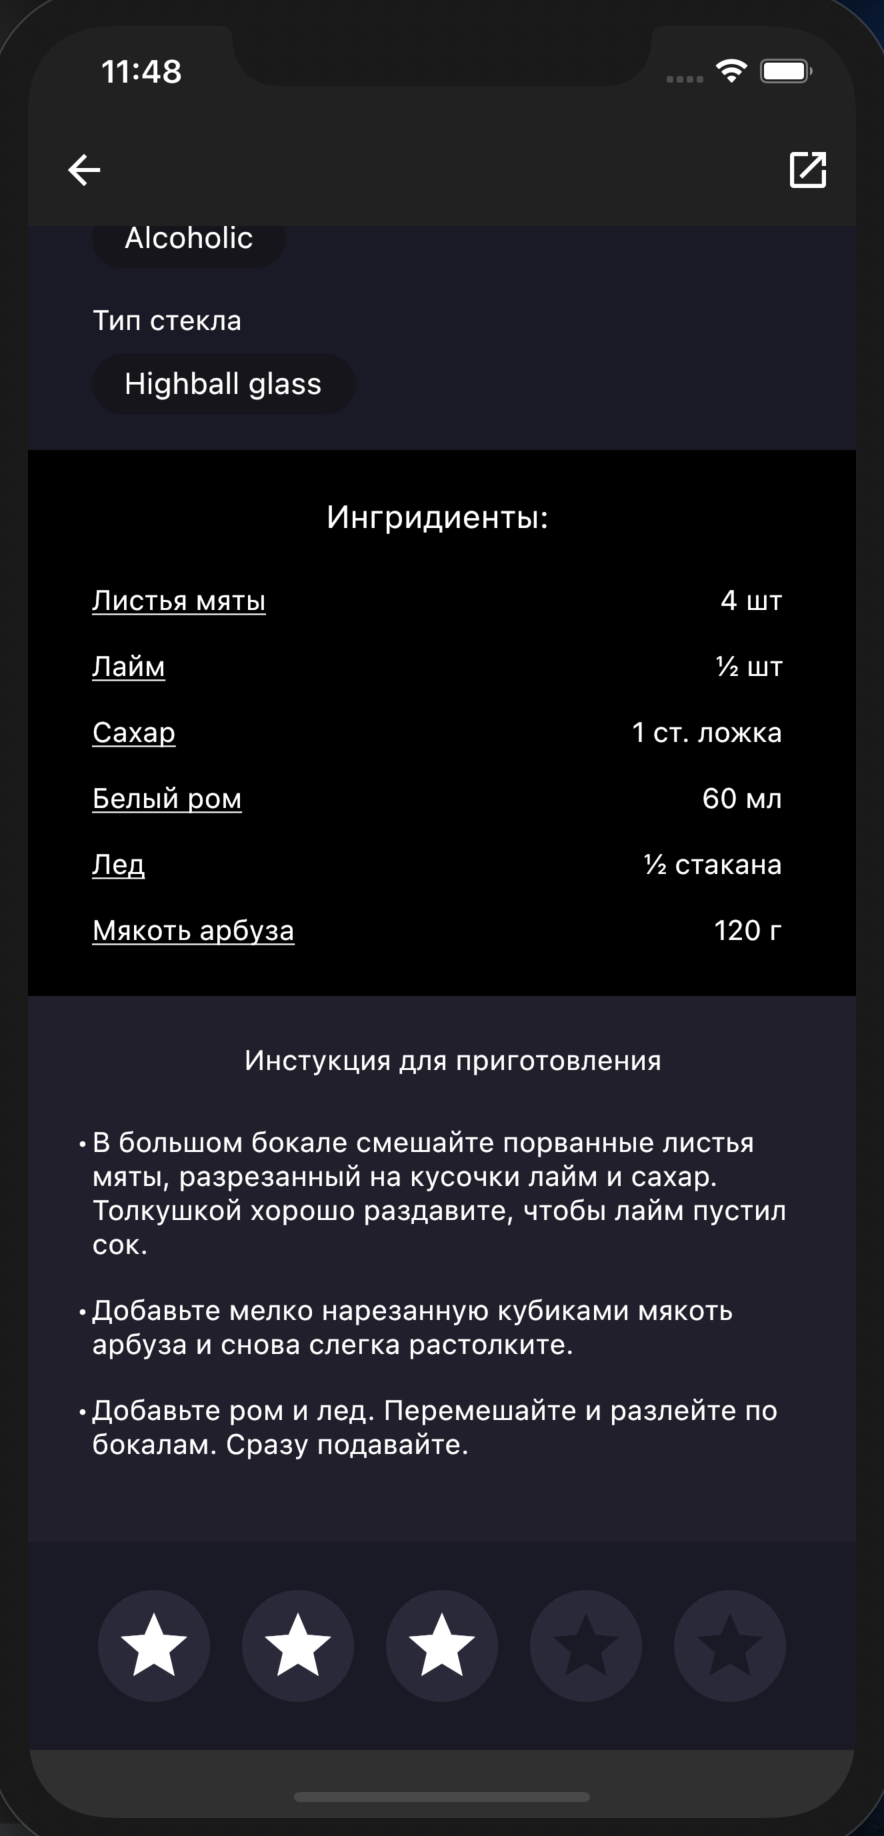 11:48
Alcoholic
Тип стекла
Highball glass
Ингридиенты:
Листья мяты 4 шт
Лайм ½ шт
Сахар 1 ст. ложка
Белый ром 60 мл
Лед ½ стакана
Мякоть арбуза 120 г
Инстукция для приготовления
• В большом бокале смешайте порванные листья
мяты, разрезанный на кусочки лайм и сахар.
Толкушкой хорошо раздавите, чтобы лайм пустил
сок.
• Добавьте мелко нарезанную кубиками мякоть
арбуза и снова слегка растолките.
• Добавьте ром и лед. Перемешайте и разлейте по
бокалам. Сразу подавайте.